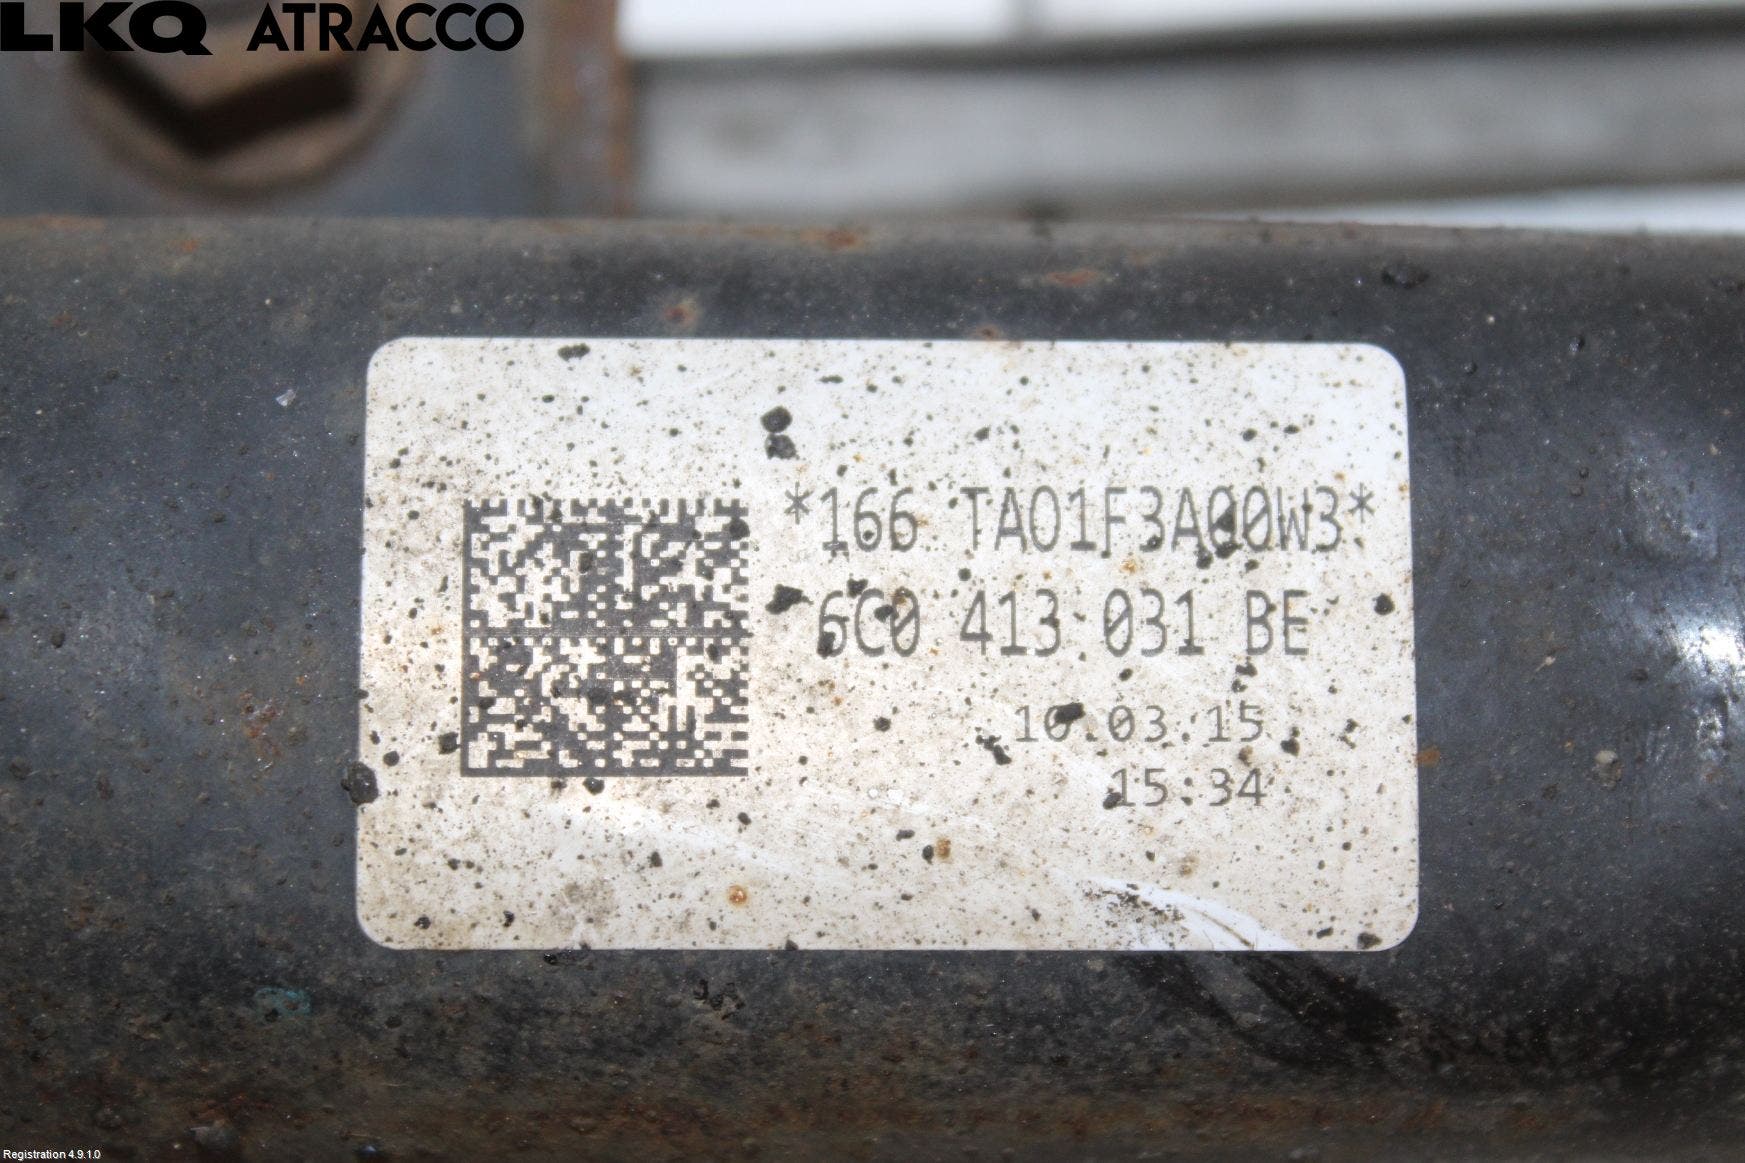 LKQ ATRACCO
*166 TA01F3A00W3*
6C0 413 031 BE
10.03.15
15:34
Registration 4.9.1.0